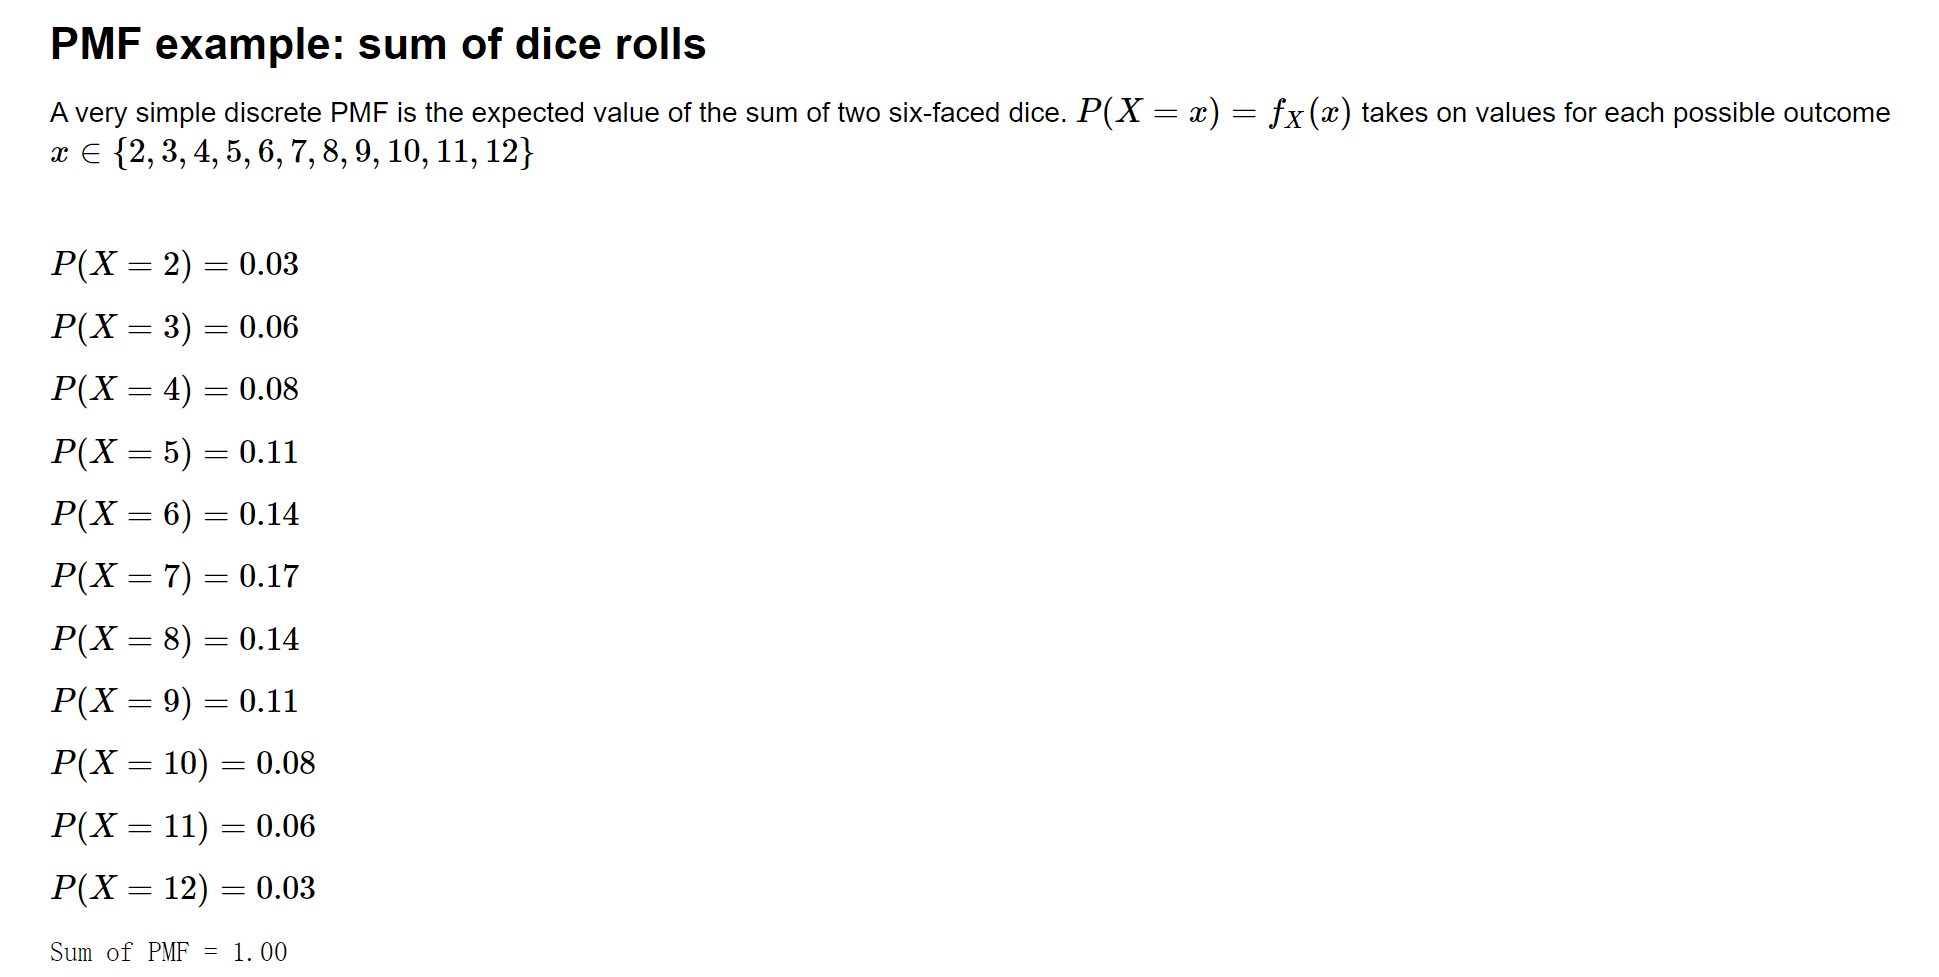 PMF example: sum of dice rolls
A very simple discrete PMF is the expected value of the sum of two six-faced dice. P(X = x) = f_X(x) takes on values for each possible outcome
x ∈ {2, 3, 4, 5, 6, 7, 8, 9, 10, 11, 12}
P(X = 2) = 0.03
P(X = 3) = 0.06
P(X = 4) = 0.08
P(X = 5) = 0.11
P(X = 6) = 0.14
P(X = 7) = 0.17
P(X = 8) = 0.14
P(X = 9) = 0.11
P(X = 10) = 0.08
P(X = 11) = 0.06
P(X = 12) = 0.03
Sum of PMF = 1.00